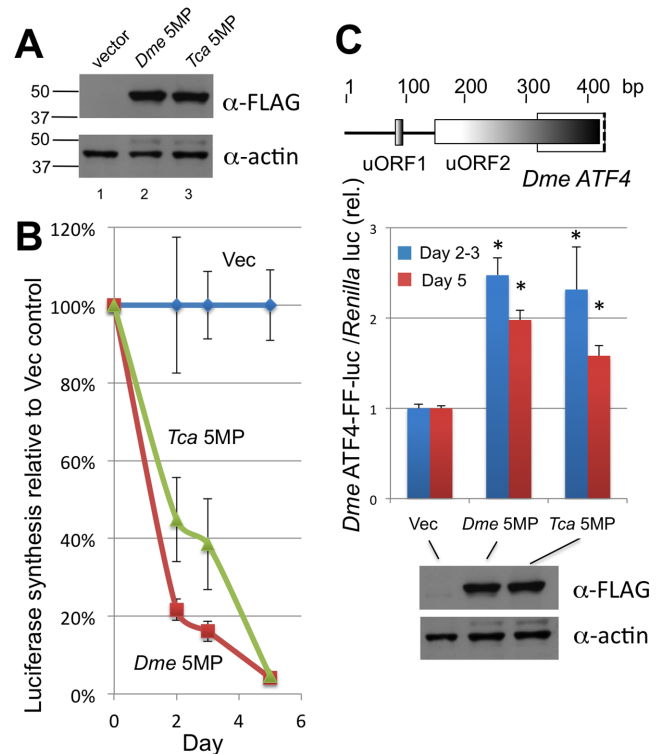 A
vector
Dme 5MP
Tca 5MP
50
37
α-FLAG
50
37
α-actin
1 2 3
B
Luciferase synthesis relative to Vec control
120%
100%
80%
60%
40%
20%
0%
Vec
Tca 5MP
Dme 5MP
0 2 4 6
Day
C
1 100 200 300 400 bp
uORF1 uORF2
Dme ATF4
Dme ATF4-FF-luc /Renilla luc (rel.)
3
2
1
0
Day 2-3
Day 5
* * * *
Vec Dme 5MP Tca 5MP
α-FLAG
α-actin